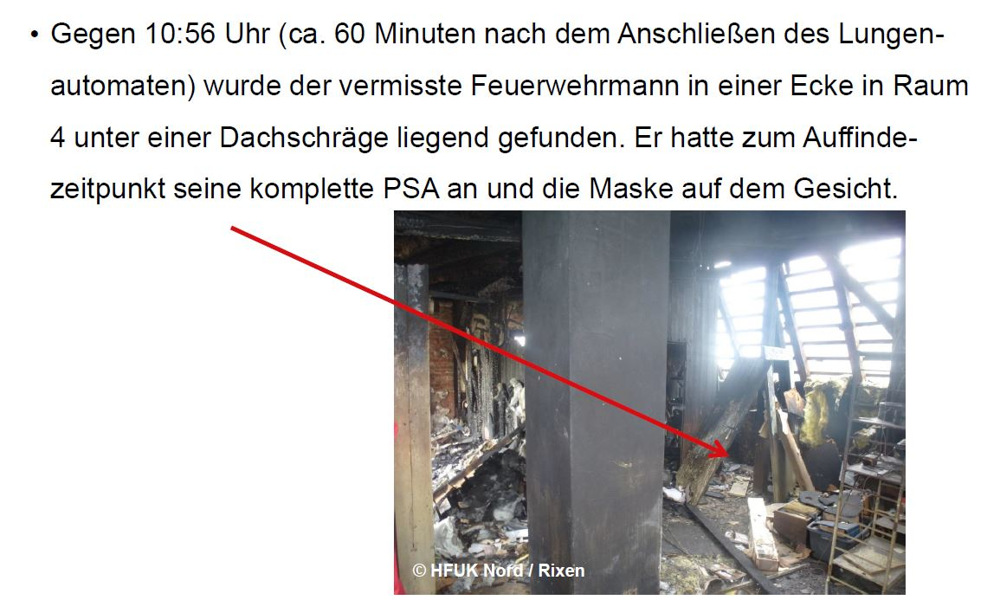 • Gegen 10:56 Uhr (ca. 60 Minuten nach dem Anschließen des Lungen-
automaten) wurde der vermisste Feuerwehrmann in einer Ecke in Raum
4 unter einer Dachschräge liegend gefunden. Er hatte zum Auffinde-
zeitpunkt seine komplette PSA an und die Maske auf dem Gesicht.
© HFUK Nord / Rixen